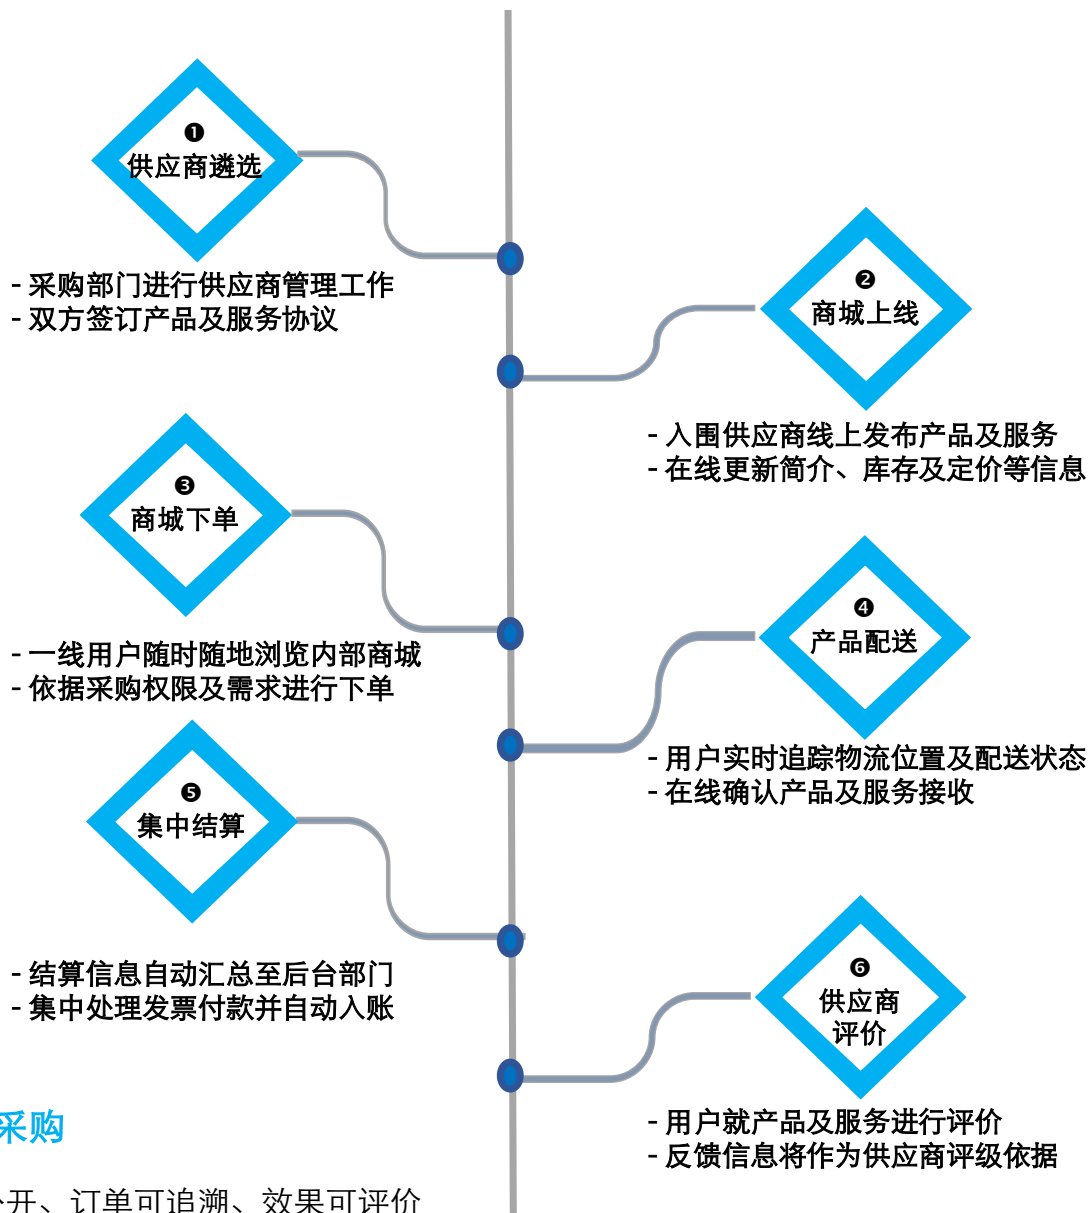 ❶
供应商遴选
- 采购部门进行供应商管理工作
- 双方签订产品及服务协议
❷
商城上线
- 入围供应商线上发布产品及服务
- 在线更新简介、库存及定价等信息
❸
商城下单
- 一线用户随时随地浏览内部商城
- 依据采购权限及需求进行下单
❹
产品配送
- 用户实时追踪物流位置及配送状态
- 在线确认产品及服务接收
❺
集中结算
- 结算信息自动汇总至后台部门
- 集中处理发票付款并自动入账
❻
供应商
评价
- 用户就产品及服务进行评价
- 反馈信息将作为供应商评级依据
采购
开、订单可追溯、效果可评价